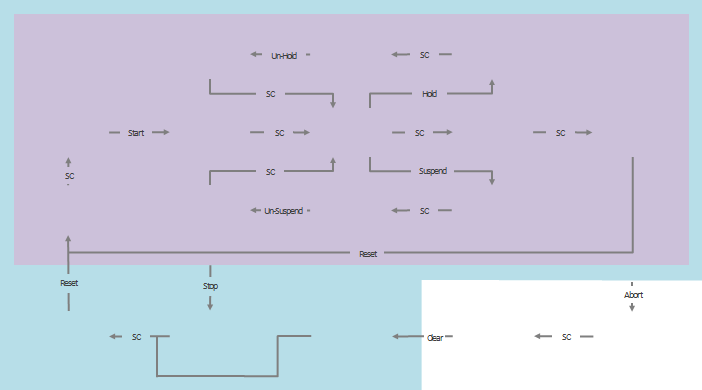 Un-Hold
SC
SC
Hold
Start
SC
SC
SC
SC
Suspend
SC
Un-Suspend
SC
Reset
Reset
Stop
Abort
SC
Clear
SC